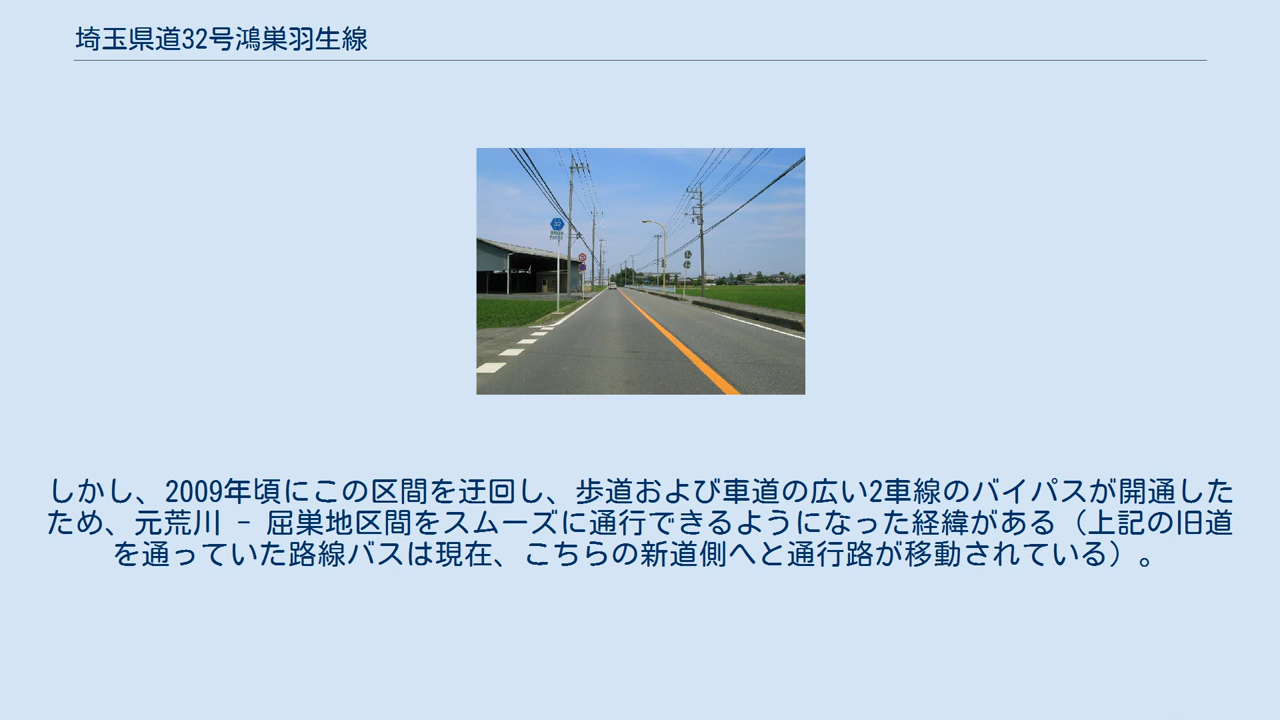 埼玉県道32号鴻巣羽生線
32
しかし、2009年頃にこの区間を迂回し、歩道および車道の広い2車線のバイパスが開通した
ため、元荒川 - 屈巣地区間をスムーズに通行できるようになった経緯がある（上記の旧道
を通っていた路線バスは現在、こちらの新道側へと通行路が移動されている）。